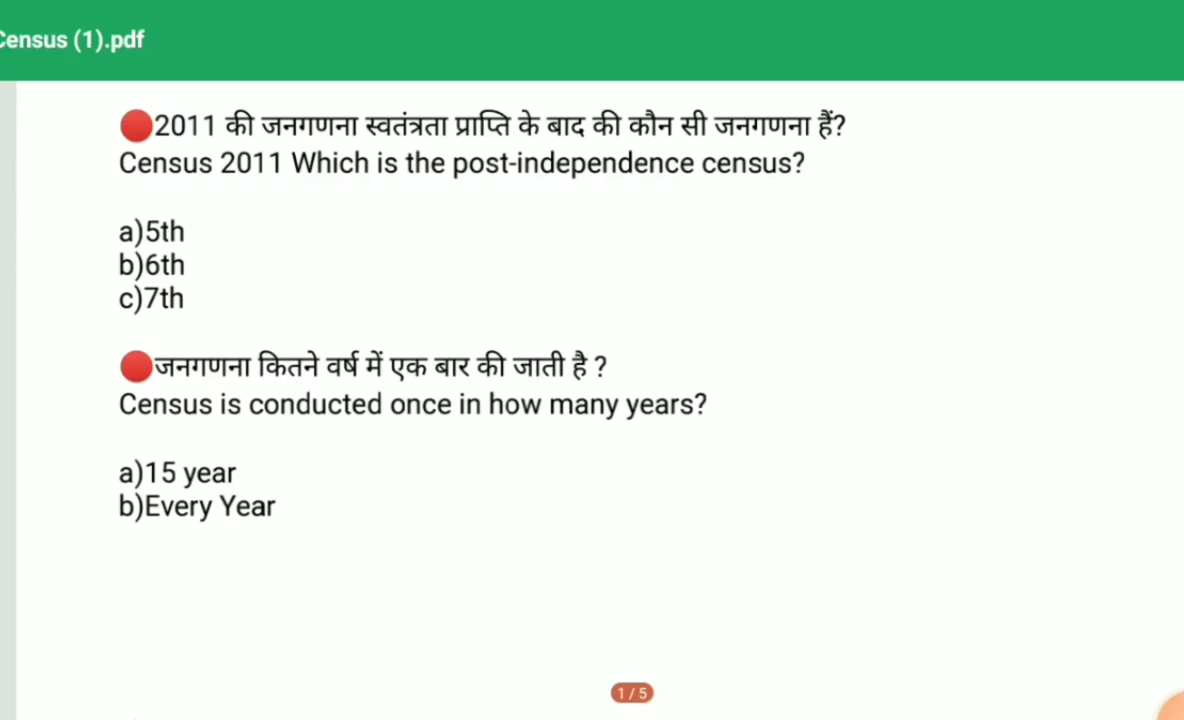 Census (1).pdf
2011 की जनगणना स्वतंत्रता प्राप्ति के बाद की कौन सी जनगणना हैं?
Census 2011 Which is the post-independence census?
a)5th
b)6th
c)7th
जनगणना कितने वर्ष में एक बार की जाती है ?
Census is conducted once in how many years?
a)15 year
b)Every Year
1 / 5